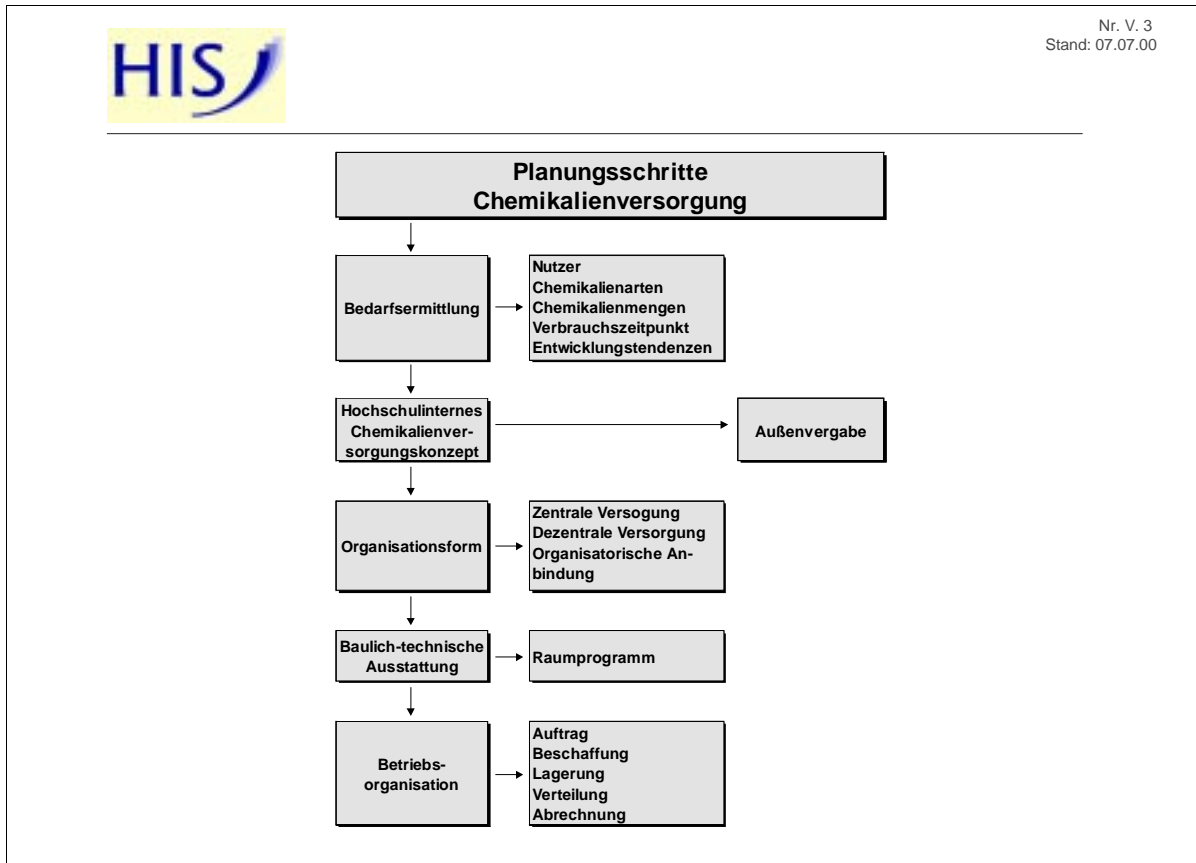 Nr. V. 3
Stand: 07.07.00
HIS
Planungsschritte
Chemikalienversorgung
Bedarfsermittlung
Nutzer
Chemikalienarten
Chemikalienmengen
Verbrauchszeitpunkt
Entwicklungstendenzen
Hochschulinternes
Chemikalienver-
sorgungskonzept
Außenvergabe
Organisationsform
Zentrale Versogung
Dezentrale Versorgung
Organisatorische An-
bindung
Baulich-technische
Ausstattung
Raumprogramm
Betriebs-
organisation
Auftrag
Beschaffung
Lagerung
Verteilung
Abrechnung